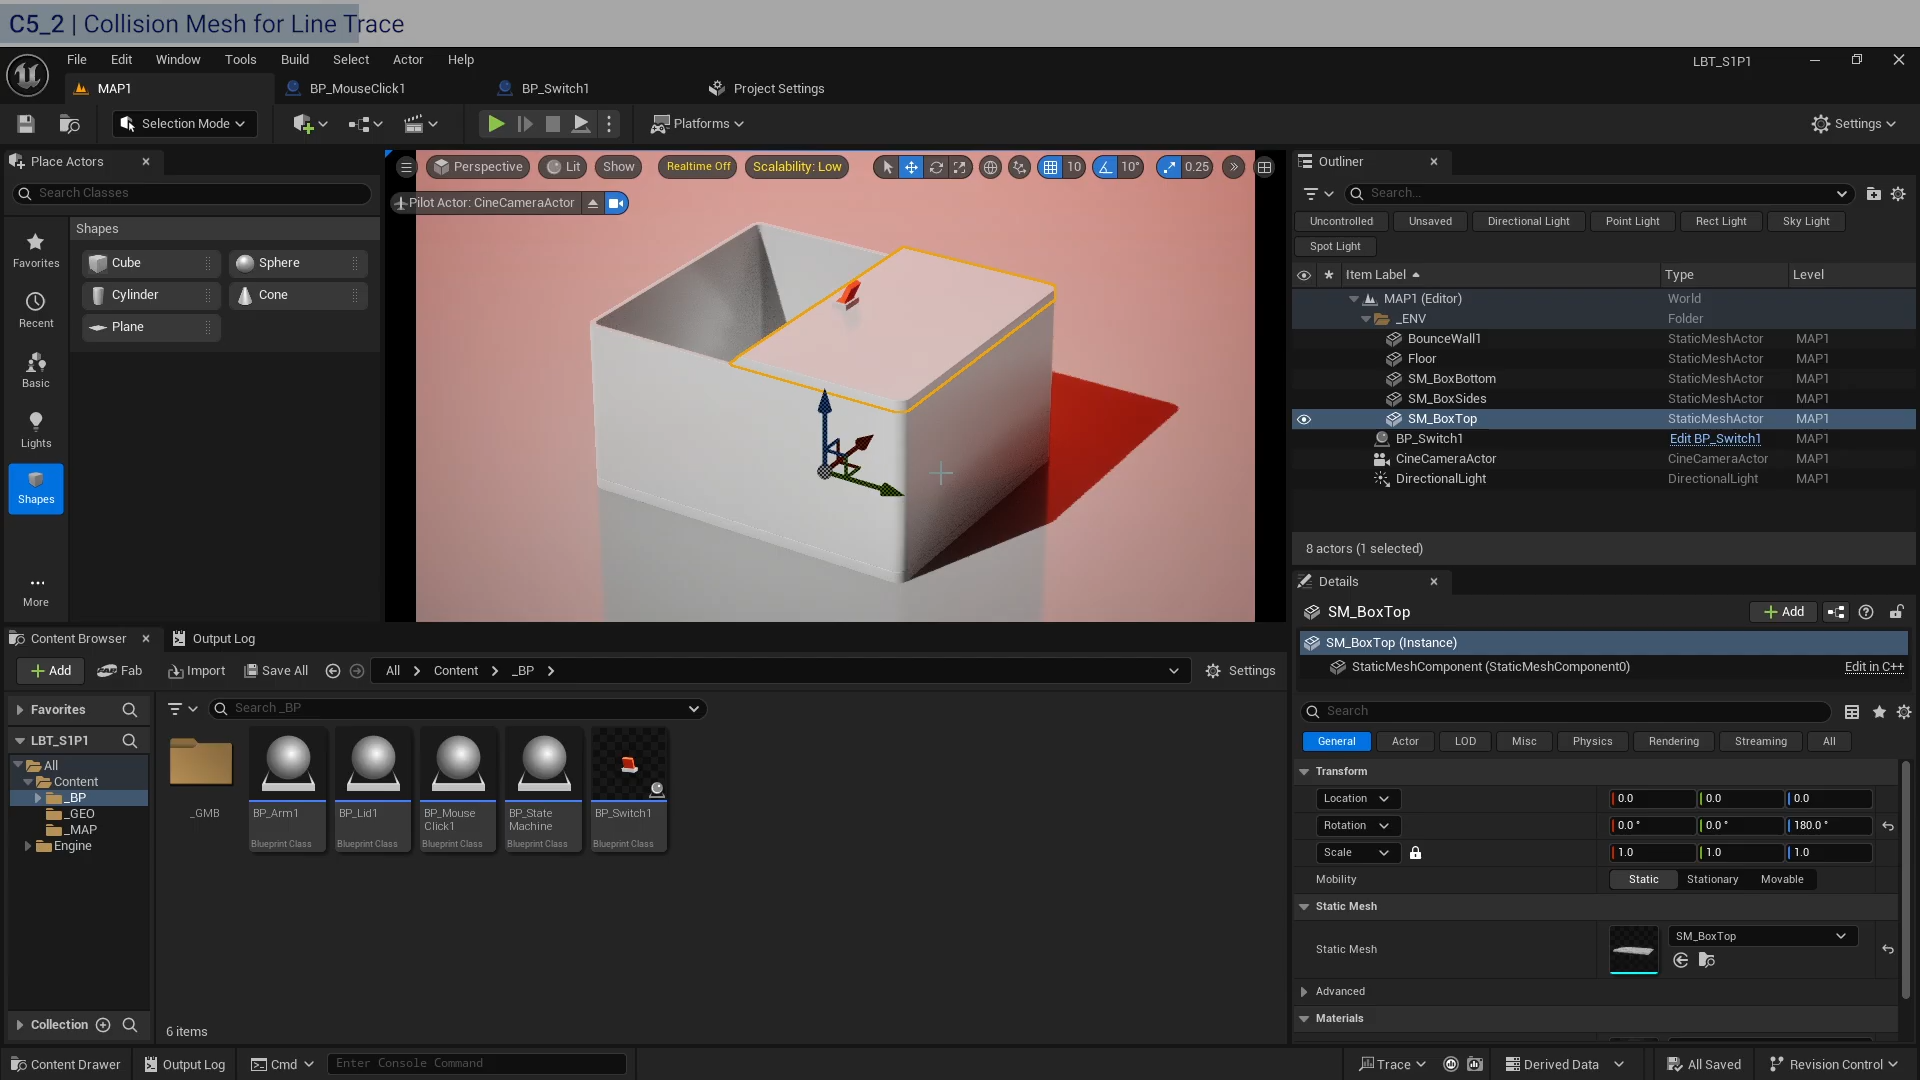 C5_2 | Collision Mesh for Line Trace
File Edit Window Tools Build Select Actor Help
LBT_S1P1
MAP1 BP_MouseClick1 BP_Switch1 Project Settings
Selection Mode Platforms Settings
Place Actors
Search Classes
Shapes
Favorites
Cube Sphere
Cylinder Cone
Recent
Plane
Basic
Lights
Shapes
More
Perspective Lit Show Realtime Off Scalability: Low 10 10° 0.25
Pilot Actor: CineCameraActor
Outliner
Search...
Uncontrolled Unsaved Directional Light Point Light Rect Light Sky Light
Spot Light
Item Label Type Level
MAP1 (Editor) World
_ENV Folder
BounceWall1 StaticMeshActor MAP1
Floor StaticMeshActor MAP1
SM_BoxBottom StaticMeshActor MAP1
SM_BoxSides StaticMeshActor MAP1
SM_BoxTop StaticMeshActor MAP1
BP_Switch1 Edit BP_Switch1 MAP1
CineCameraActor CineCameraActor MAP1
DirectionalLight DirectionalLight MAP1
8 actors (1 selected)
Details
SM_BoxTop Add
SM_BoxTop (Instance)
StaticMeshComponent (StaticMeshComponent0) Edit in C++
Search
General Actor LOD Misc Physics Rendering Streaming All
Transform
Location 0.0 0.0 0.0
Rotation 0.0° 0.0° 180.0°
Scale 1.0 1.0 1.0
Mobility Static Stationary Movable
Static Mesh
Static Mesh SM_BoxTop
Advanced
Materials
Content Browser Output Log
Add Fab Import Save All All Content _BP Settings
Favorites
Search _BP
LBT_S1P1
All
Content
_BP
_GEO
_MAP
Engine
_GMB
BP_Arm1
Blueprint Class
BP_Lid1
Blueprint Class
BP_Mouse
Click1
Blueprint Class
BP_State
Machine
Blueprint Class
BP_Switch1
Blueprint Class
Collection
6 items
Content Drawer Output Log Cmd Enter Console Command Trace Derived Data All Saved Revision Control